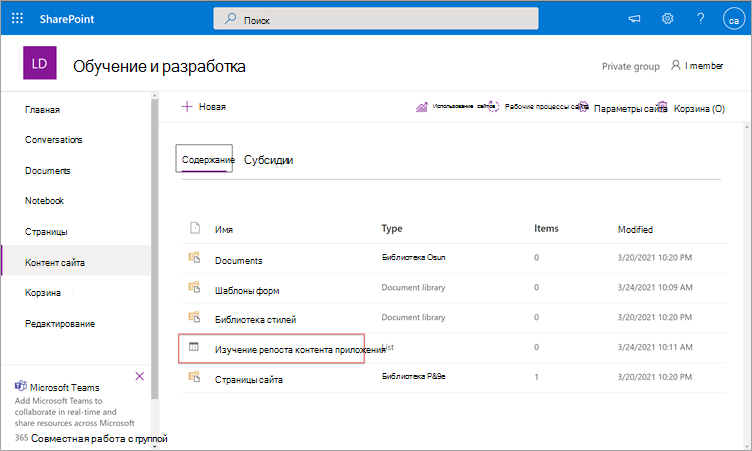 SharePoint
Поиск
ca
LD
Обучение и разработка
Private group
I member
Главная
Conversations
Documents
Notebook
Страницы
Контент сайта
Корзина
Редактирование
Microsoft Teams
Add Microsoft Teams to
collaborate in real-time and
share resources across Microsoft
365 Совместная работа с группой
Новая
Использование сайтов
Рабочие процессы сайта
Параметры сайта
Корзина (О)
Содержание
Субсидии
Имя Type Items Modified
Documents Библиотека Osun 0 3/20/2021 10:20 PM
Шаблоны форм Document library 0 3/24/2021 10:09 AM
Библиотека стилей Document library 0 3/20/2021 10:20 PM
Изучение репоста контента приложения List 0 3/24/2021 10:11 AM
Страницы сайта Библиотека P&9e 1 3/20/2021 10:20 PM